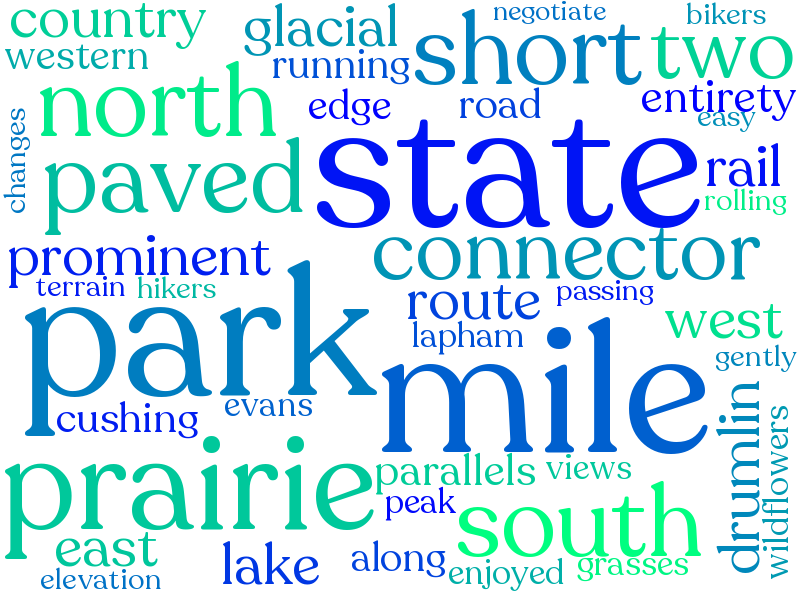 country
western
glacial
running
negotiate
bikers
short
two
north
edge
road
entirety
easy
changes
paved
state
rail
rolling
prominent
connector
terrain
hikers
park
route
passing
west
lapham
mile
gently
cushing
evans
drumlin
wildflowers
prairie
parallels
views
peak
south
east
lake
along
enjoyed
grasses
elevation